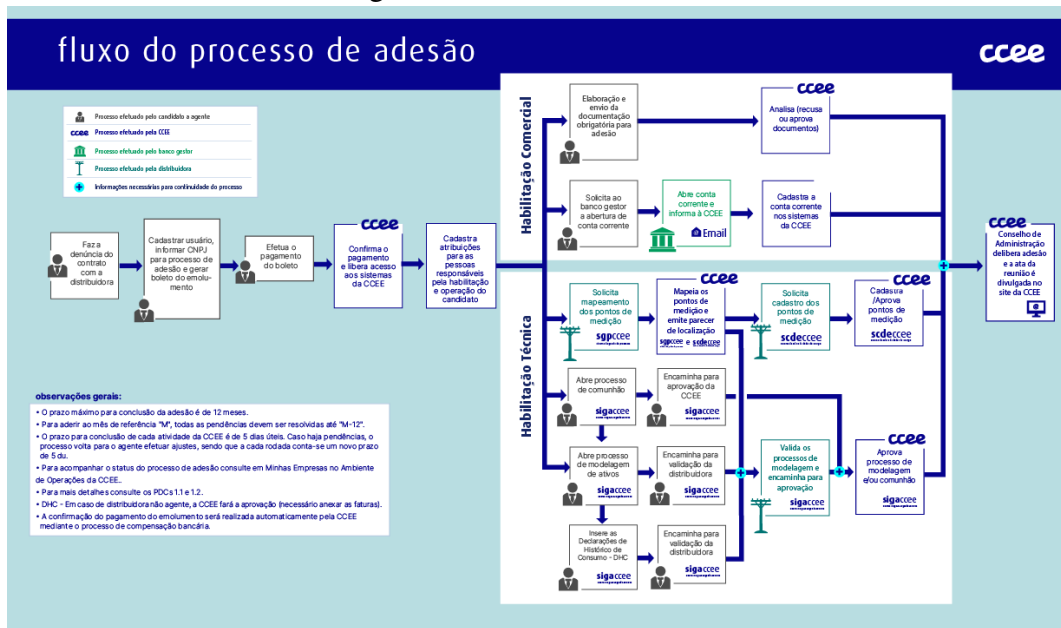 fluxo do processo de adesão
ccee
Processo efetuado pelo candidato a agente
ccee Processo efetuado pela CCEE
Processo efetuado pelo banco gestor
Processo efetuado pela distribuidora
Informações necessárias para continuidade do processo
Faz a
denúncia do
contrato
com a
distribuidora
Cadastrar usuário,
informar CNPJ
para processo de
adesão e gerar
boleto do emolu-
mento
Efetua o
pagamento
do boleto
ccee
Confirma o
pagamento
e libera acesso
aos sistemas
da CCEE
Cadastra
atribuições
para as
pessoas
responsáveis
pela habilitação
e operação do
candidato
Habilitação Comercial
Elaboração e
envio da
documentação
obrigatória para
adesão
ccee
Analisa (recusa
ou aprova
documentos)
Solicita ao
banco gestor
a abertura de
conta corrente
Abre conta
corrente e
informa à CCEE
Email
Cadastra a
conta corrente
nos sistemas
da CCEE
Habilitação Técnica
Solicita
mapeamento
dos pontos de
medição
sgpccee
ccee
Mapeia os
pontos de
medição e
emite parecer
de localização
sgpccee e scdeccee
Solicita
cadastro dos
pontos de
medição
scdeccee
ccee
Cadasura
/Aprova
pontos de
medição
scdeccee
Abre processo
de comunhão
sigaccee
Encaminha para
aprovação da
CCEE
sigaccee
Abre processo
de modelagem
de ativos
sigaccee
Encaminha para
validação da
distribuidora
sigaccee
Valida os
processos de
modelagem e
encaminha para
aprovação
sigaccee
ccee
Aprova
processo de
modelagem
e/ou comunhão
sigaccee
Insere as
Declarações de
Histórico de
Consumo - DHC
sigaccee
Encaminha para
validação da
distribuidora
sigaccee
ccee
Conselho de
Administração
delibera adesão
e a ata da
reunião é
divulgada no
site da CCEE
observações gerais:
• O prazo máximo para conclusão da adesão é de 12 meses.
• Para aderir ao mês de referência "M", todas as pendências devem ser resolvidas até "M-12".
• O prazo para conclusão de cada atividade da CCEE é de 5 dias úteis. Caso haja pendências, o
processo volta para o agente efetuar ajustes, sendo que a cada rodada conta-se um novo prazo
de 5 du.
• Para acompanhar o status do processo de adesão consulte em Minhas Empresas no Ambiente
de Operações da CCEE..
• Para mais detalhes consulte os PDCs 1.1 e 1.2.
• DHC - Em caso de distribuidora não agente, a CCEE fará a aprovação (necessário anexar as faturas).
• A confirmação do pagamento do emolumento será realizada automaticamente pela CCEE
mediante o processo de compensação bancária.